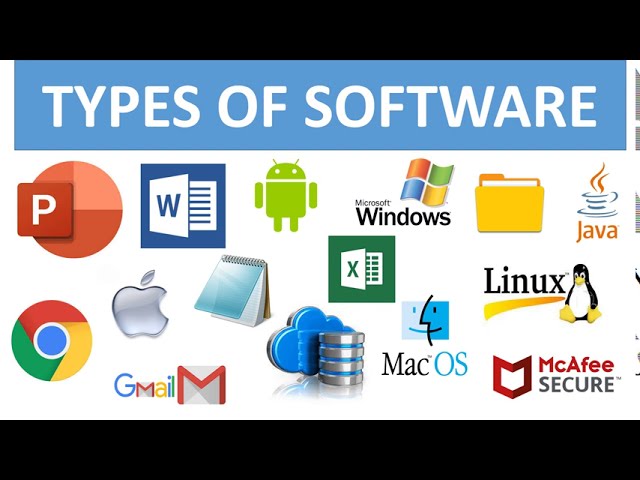 TYPES OF SOFTWARE
P
W
Microsoft
Windows
Java
X
Linux
Gmail
Mac OS
McAfee
SECURE